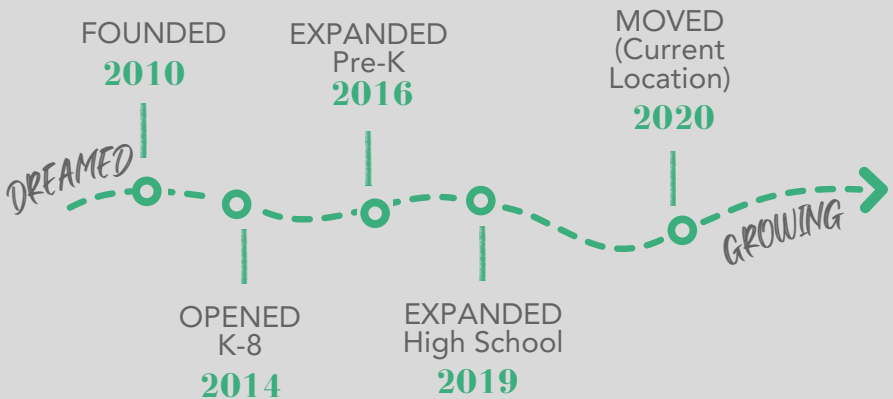 DREAMED
FOUNDED
2010
OPENED
K-8
2014
EXPANDED
Pre-K
2016
EXPANDED
High School
2019
MOVED
(Current
Location)
2020
GROWING